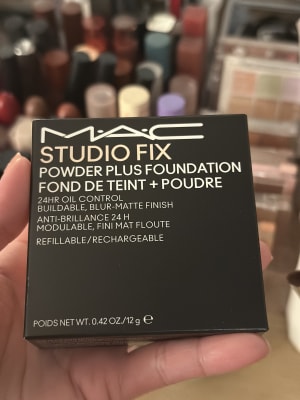 MAC
STUDIO FIX
POWDER PLUS FOUNDATION
FOND DE TEINT + POUDRE
24HR OIL CONTROL
BUILDABLE, BLUR-MATTE FINISH
ANTI-BRILLANCE 24 H
MODULABLE, FINI MAT FLOUTE
REFILLABLE/RECHARGEABLE
POIDS NET WT. 0.42 OZ./12 g ℮